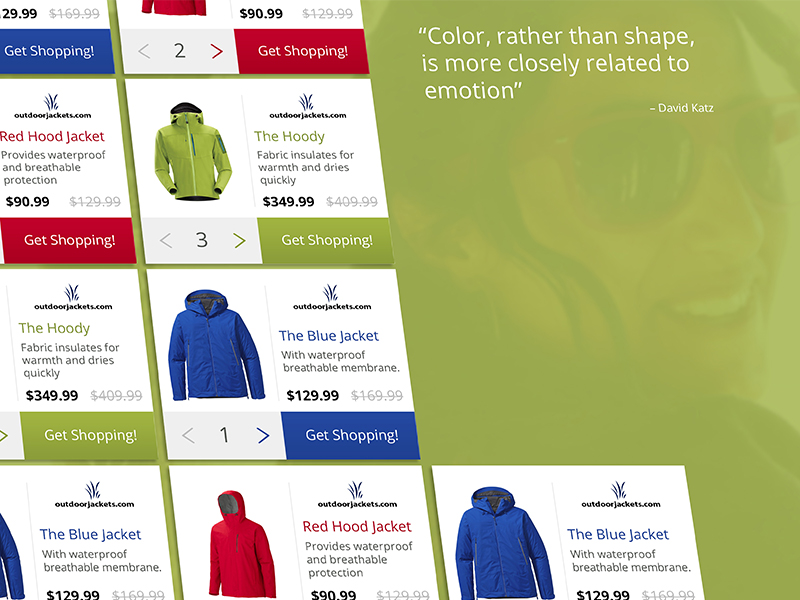 29.99 $169.99
Get Shopping!
$90.99 $129.99
2
Get Shopping!
“Color, rather than shape,
is more closely related to
emotion”
– David Katz
outdoorjackets.com
Red Hood Jacket
Provides waterproof
and breathable
protection
$90.99 $129.99
Get Shopping!
outdoorjackets.com
The Hoody
Fabric insulates for
warmth and dries
quickly
$349.99 $409.99
3
Get Shopping!
outdoorjackets.com
The Hoody
Fabric insulates for
warmth and dries
quickly
$349.99 $409.99
Get Shopping!
outdoorjackets.com
The Blue Jacket
With waterproof
breathable membrane.
$129.99 $169.99
1
Get Shopping!
outdoorjackets.com
The Blue Jacket
With waterproof
breathable membrane.
$129.99 $169.99
outdoorjackets.com
Red Hood Jacket
Provides waterproof
and breathable
protection
$90.99 $129.99
outdoorjackets.com
The Blue Jacket
With waterproof
breathable membrane.
$129.99 $169.99